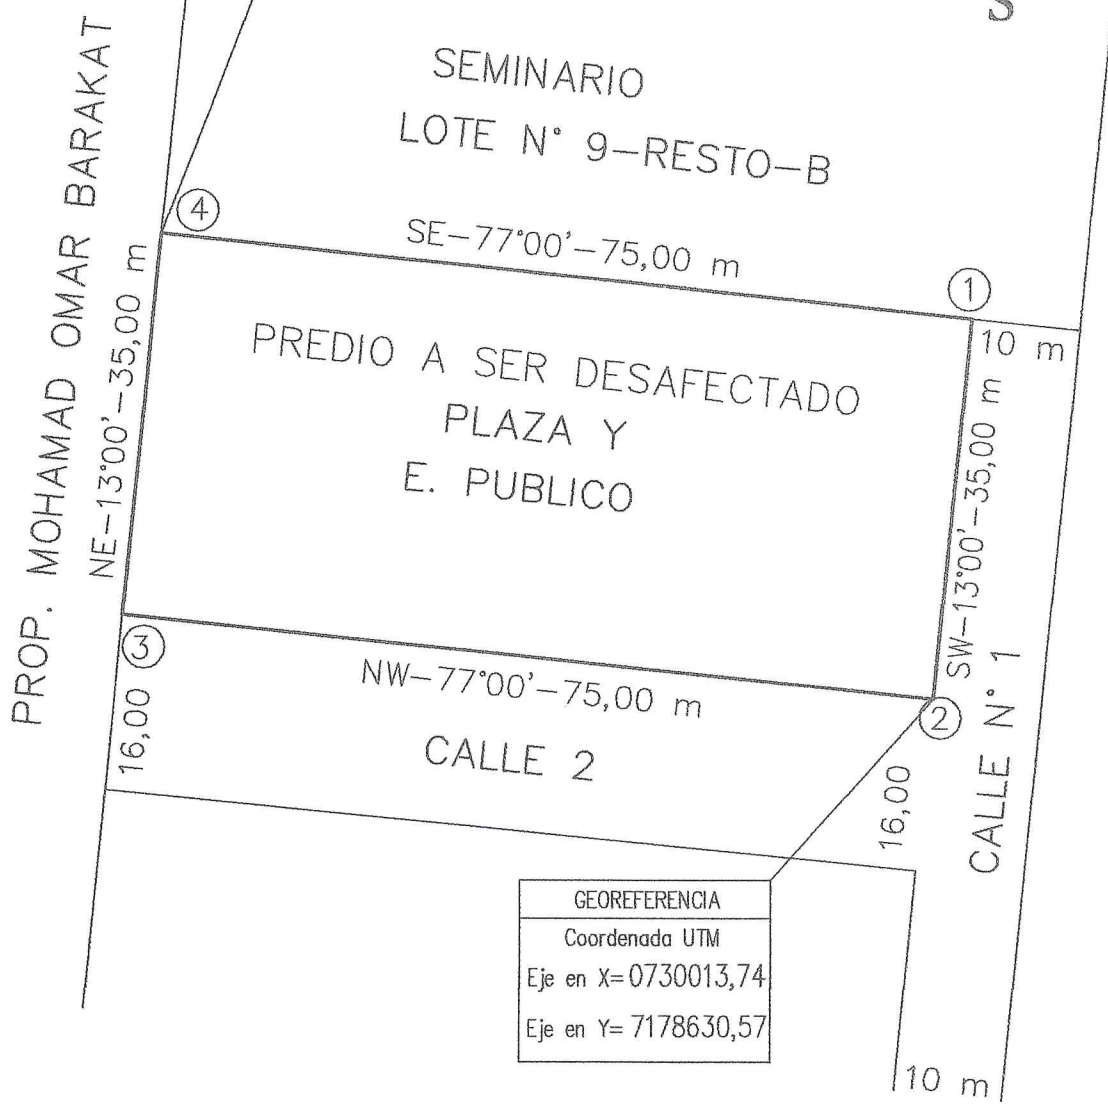 S
SEMINARIO
LOTE N° 9–RESTO–B
PROP. MOHAMAD OMAR BARAKAT
4
SE–77°00'–75,00 m
1
10 m
NE–13°00'–35,00 m
PREDIO A SER DESAFECTADO
PLAZA Y
E. PUBLICO
SW–13°00'–35,00 m
3
NW–77°00'–75,00 m
2
16,00
CALLE 2
16,00
CALLE N° 1
GEOREFERENCIA
Coordenada UTM
Eje en X= 0730013,74
Eje en Y= 7178630,57
10 m